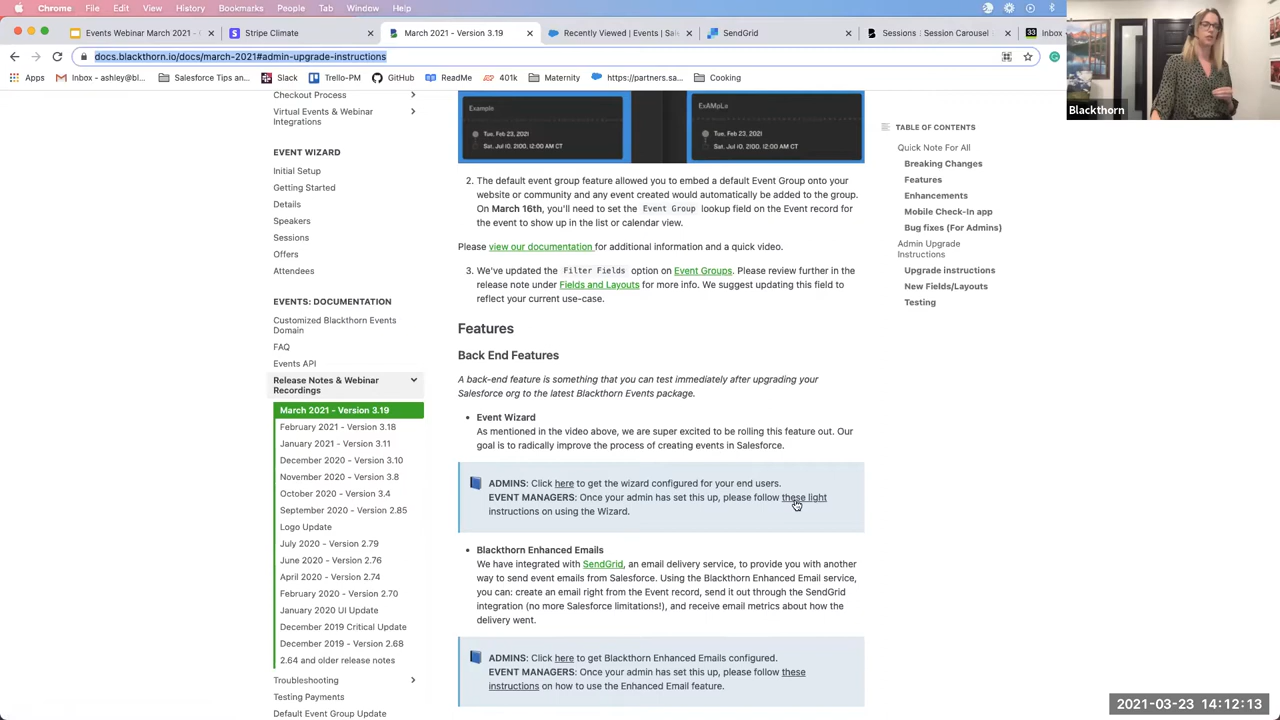 Events Webinar March 2021 -
Stripe Climate
March 2021 - Version 3.19
Recently Viewed | Events | Sale
SendGrid
Sessions : Session Carousel
33 Inbox
docs.blackthorn.io/docs/march-2021#admin-upgrade-instructions
Apps
Inbox - ashley@bl...
Salesforce Tips an...
Slack
Trello-PM
GitHub
ReadMe
401k
Maternity
https://partners.sa...
Cooking
Blackthorn
Checkout Process
Virtual Events & Webinar
Integrations
EVENT WIZARD
Initial Setup
Getting Started
Details
Speakers
Sessions
Offers
Attendees
EVENTS: DOCUMENTATION
Customized Blackthorn Events
Domain
FAQ
Events API
Release Notes & Webinar
Recordings
March 2021 - Version 3.19
February 2021 - Version 3.18
January 2021 - Version 3.11
December 2020 - Version 3.10
November 2020 - Version 3.8
October 2020 - Version 3.4
September 2020 - Version 2.85
Logo Update
July 2020 - Version 2.79
June 2020 - Version 2.76
April 2020 - Version 2.74
February 2020 - Version 2.70
January 2020 UI Update
December 2019 Critical Update
December 2019 - Version 2.68
2.64 and older release notes
Troubleshooting
Testing Payments
Default Event Group Update
Example
Tue, Feb 23, 2021
Sat, Jul 10, 2100, 12:00 AM CT
ExAMpLs
Tue, Feb 23, 2021
Sat, Jul 10, 2100, 12:00 AM CT
2. The default event group feature allowed you to embed a default Event Group onto your
website or community and any event created would automatically be added to the group.
On March 16th, you'll need to set the Event Group lookup field on the Event record for
the event to show up in the list or calendar view.
Please view our documentation for additional information and a quick video.
3. We've updated the Filter Fields option on Event Groups. Please review further in the
release note under Fields and Layouts for more info. We suggest updating this field to
reflect your current use-case.
Features
Back End Features
A back-end feature is something that you can test immediately after upgrading your
Salesforce org to the latest Blackthorn Events package.
• Event Wizard
As mentioned in the video above, we are super excited to be rolling this feature out. Our
goal is to radically improve the process of creating events in Salesforce.
ADMINS: Click here to get the wizard configured for your end users.
EVENT MANAGERS: Once your admin has set this up, please follow these light
instructions on using the Wizard.
• Blackthorn Enhanced Emails
We have integrated with SendGrid, an email delivery service, to provide you with another
way to send event emails from Salesforce. Using the Blackthorn Enhanced Email service,
you can: create an email right from the Event record, send it out through the SendGrid
integration (no more Salesforce limitations!), and receive email metrics about how the
delivery went.
ADMINS: Click here to get Blackthorn Enhanced Emails configured.
EVENT MANAGERS: Once your admin has set this up, please follow these
instructions on how to use the Enhanced Email feature.
TABLE OF CONTENTS
Quick Note For All
Breaking Changes
Features
Enhancements
Mobile Check-In app
Bug fixes (For Admins)
Admin Upgrade
Instructions
Upgrade instructions
New Fields/Layouts
Testing
2021-03-23 14:12:13